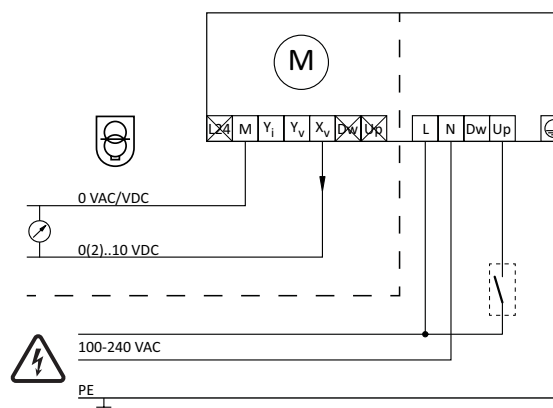 M
L24 M Yi Yv Xv Dw Up L N Dw Up
0 VAC/VDC
0(2)..10 VDC
100-240 VAC
PE